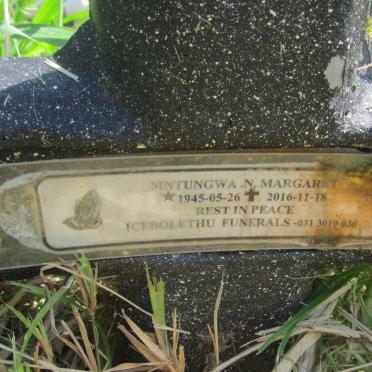 MNTUNGWA .N. MARGARET
1945-05-26 2016-11-18
REST IN PEACE
ICEBOLETHU FUNERALS -031 3019 036